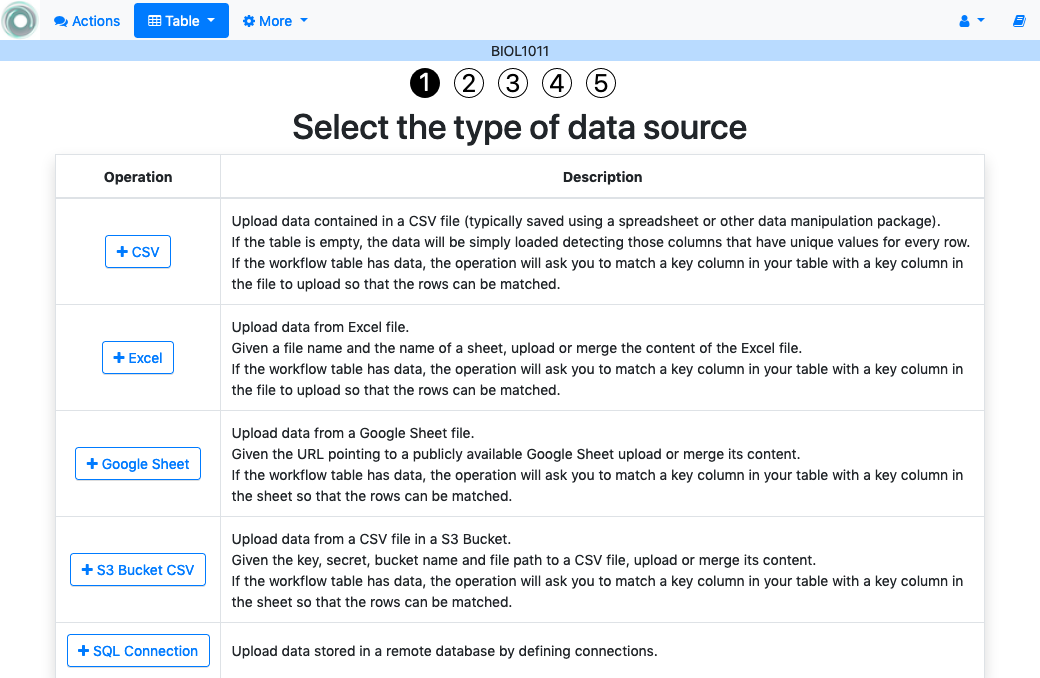 Actions Table More
BIOL1011
1 2 3 4 5
Select the type of data source
Operation Description
+ CSV
Upload data contained in a CSV file (typically saved using a spreadsheet or other data manipulation package).
If the table is empty, the data will be simply loaded detecting those columns that have unique values for every row.
If the workflow table has data, the operation will ask you to match a key column in your table with a key column in
the file to upload so that the rows can be matched.
+ Excel
Upload data from Excel file.
Given a file name and the name of a sheet, upload or merge the content of the Excel file.
If the workflow table has data, the operation will ask you to match a key column in your table with a key column in
the file to upload so that the rows can be matched.
+ Google Sheet
Upload data from a Google Sheet file.
Given the URL pointing to a publicly available Google Sheet upload or merge its content.
If the workflow table has data, the operation will ask you to match a key column in your table with a key column in
the sheet so that the rows can be matched.
+ S3 Bucket CSV
Upload data from a CSV file in a S3 Bucket.
Given the key, secret, bucket name and file path to a CSV file, upload or merge its content.
If the workflow table has data, the operation will ask you to match a key column in your table with a key column in
the sheet so that the rows can be matched.
+ SQL Connection
Upload data stored in a remote database by defining connections.